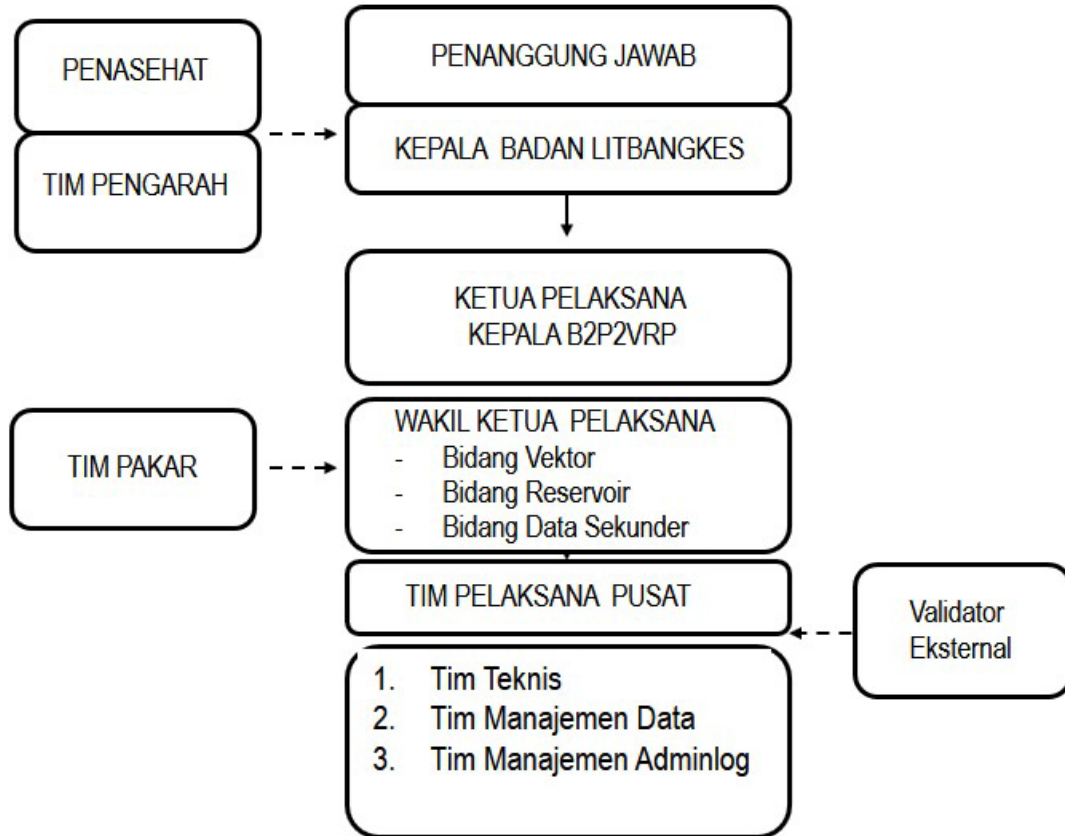 PENASEHAT
TIM PENGARAH
PENANGGUNG JAWAB
KEPALA BADAN LITBANGKES
KETUA PELAKSANA
KEPALA B2P2VRP
TIM PAKAR
WAKIL KETUA PELAKSANA
- Bidang Vektor
- Bidang Reservoir
- Bidang Data Sekunder
TIM PELAKSANA PUSAT
Validator
Eksternal
1. Tim Teknis
2. Tim Manajemen Data
3. Tim Manajemen Adminlog